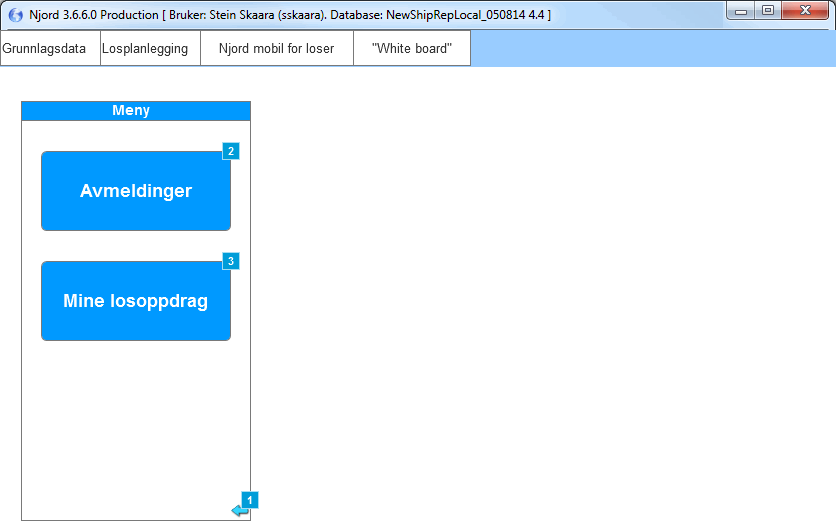 Njord 3.6.6.0 Production [ Bruker: Stein Skaara (sskaara). Database: NewShipRepLocal_050814 4.4 ]
Grunnlagsdata Losplanlegging Njord mobil for loser "White board"
Meny
2
Avmeldinger
3
Mine losoppdrag
1